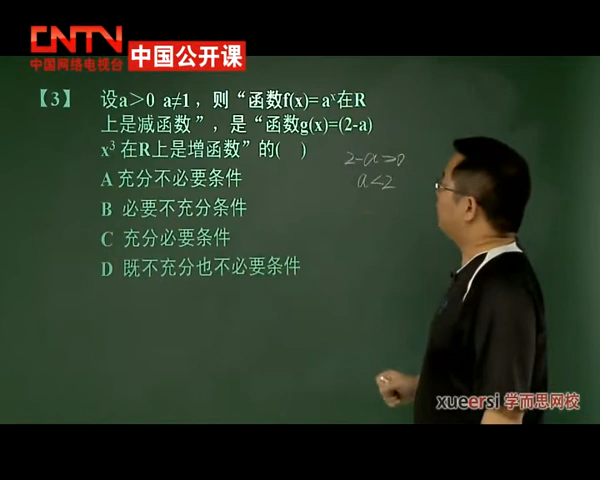 CNTN
中国网络电视台
中国公开课
【3】 设a＞0 a≠1，则“函数f(x)= aˣ在R
上是减函数”，是“函数g(x)=(2-a)
x³ 在R上是增函数”的( )
A 充分不必要条件
B 必要不充分条件
C 充分必要条件
D 既不充分也不必要条件
2-a>0
a<2
xueersi 学而思网校